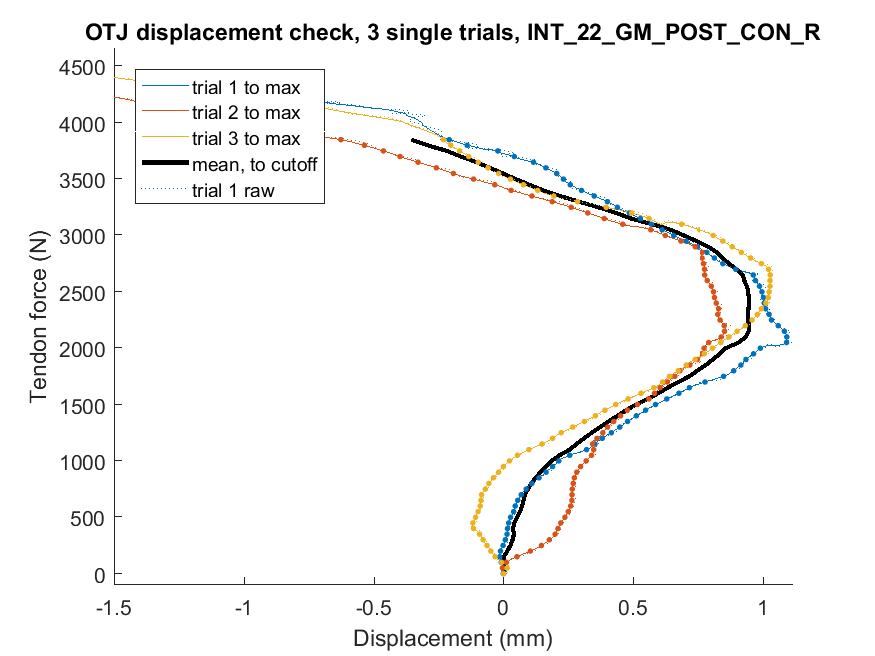 OTJ displacement check, 3 single trials, INT_22_GM_POST_CON_R
4500
4000
3500
3000
2500
2000
1500
1000
500
0
Tendon force (N)
trial 1 to max
trial 2 to max
trial 3 to max
mean, to cutoff
trial 1 raw
-1.5 -1 -0.5 0 0.5 1
Displacement (mm)